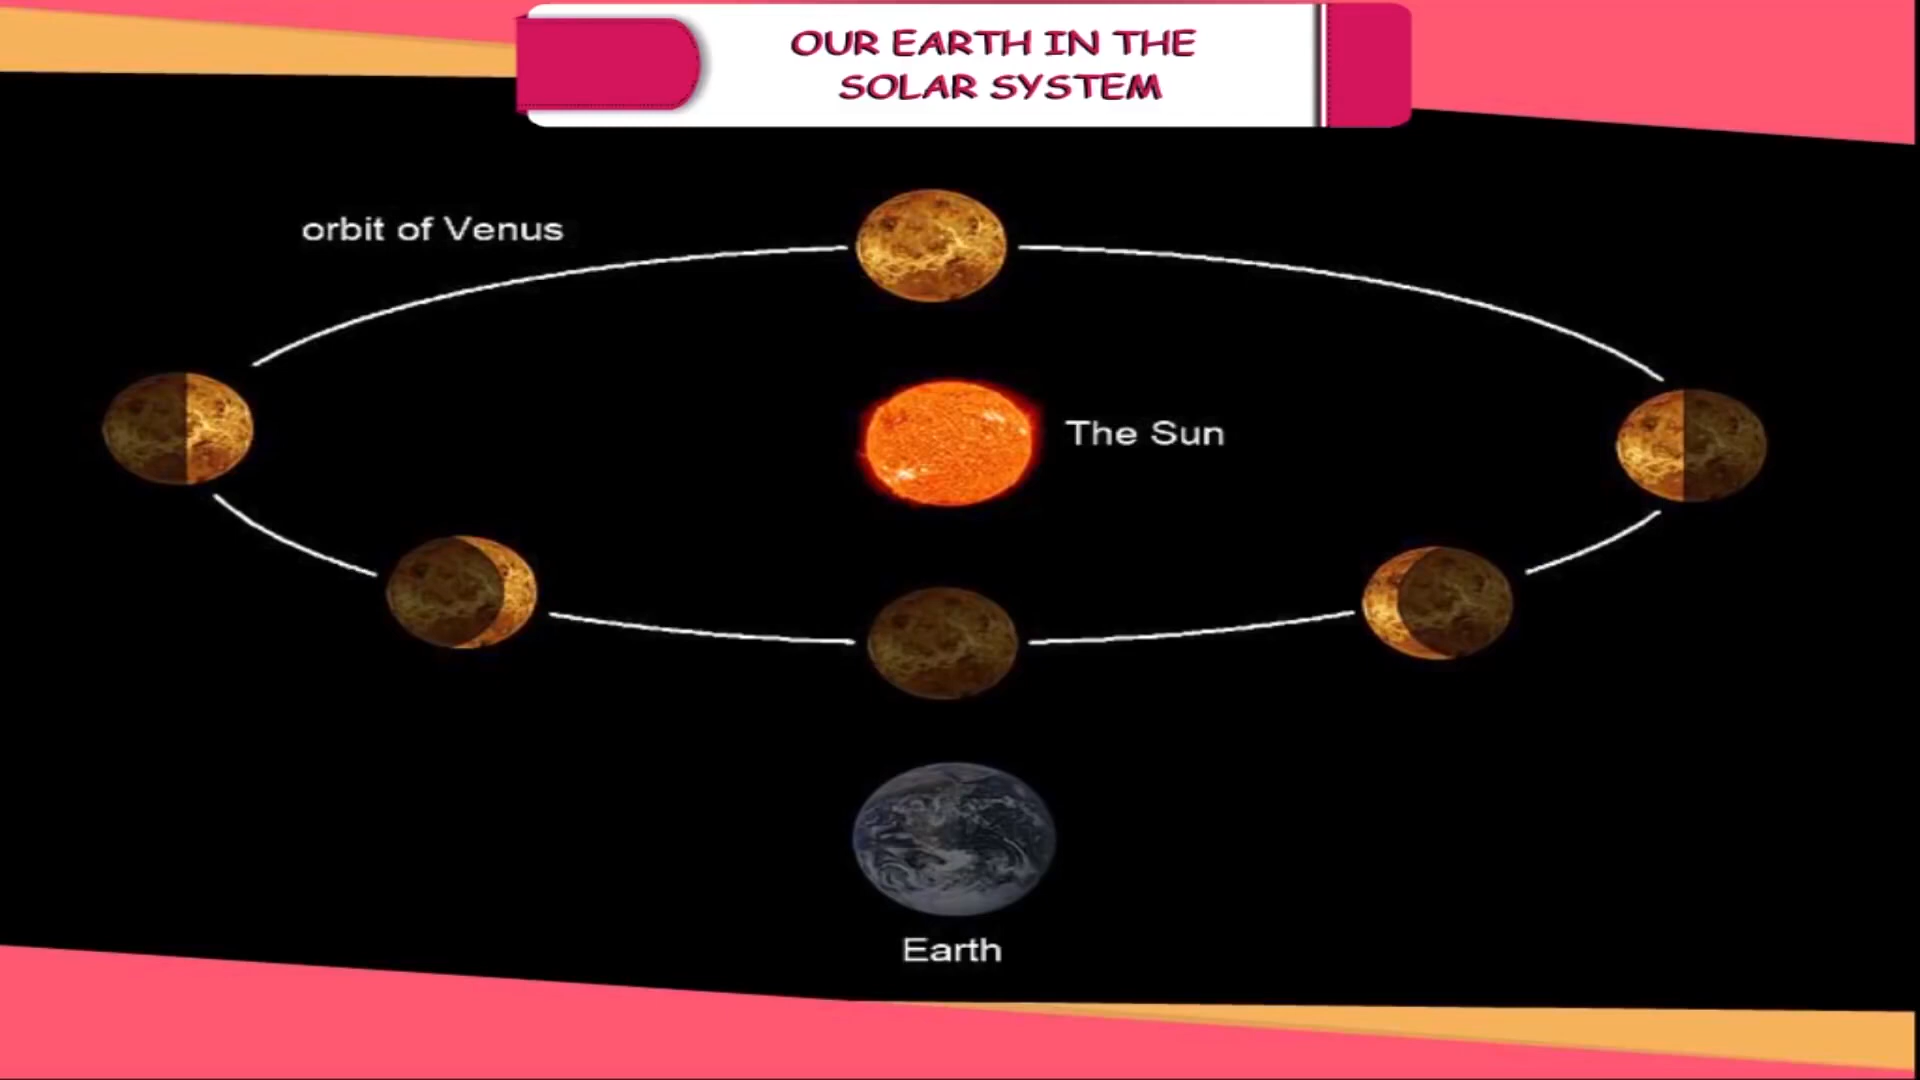 OUR EARTH IN THE
SOLAR SYSTEM
orbit of Venus
The Sun
Earth